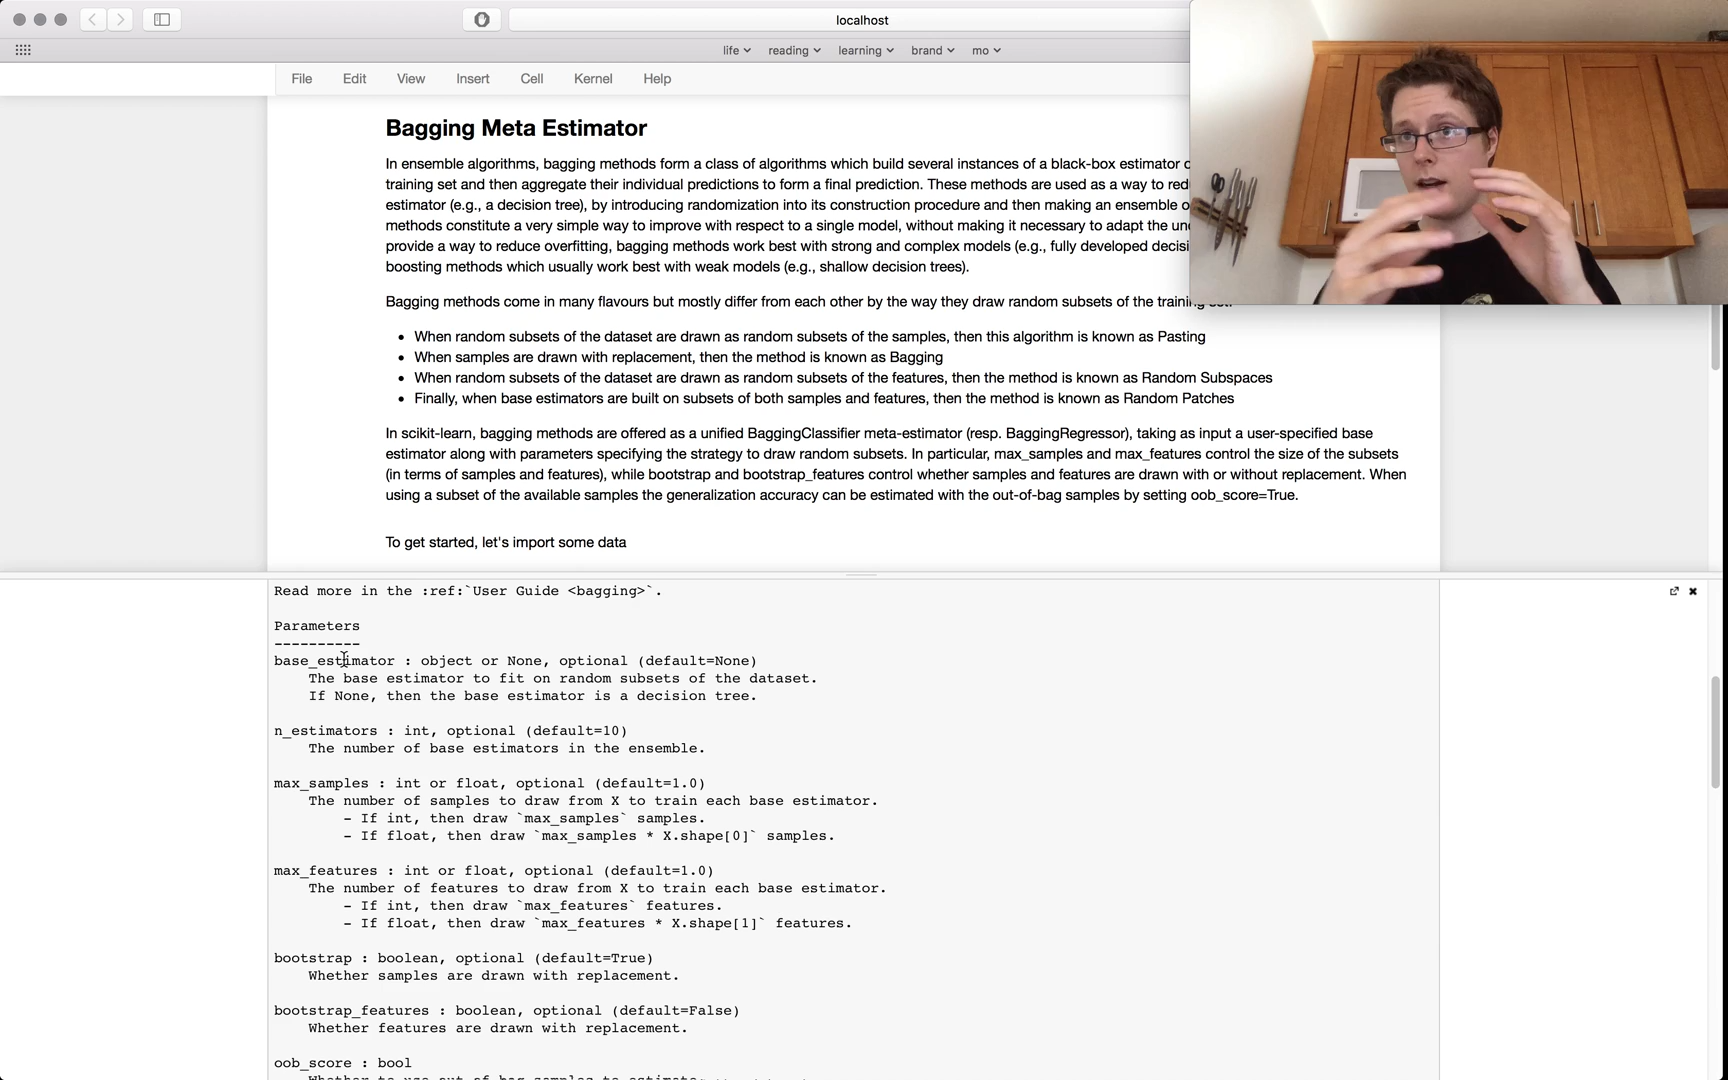 localhost
life reading learning brand mo
File Edit View Insert Cell Kernel Help
Bagging Meta Estimator
In ensemble algorithms, bagging methods form a class of algorithms which build several instances of a black-box estimator
training set and then aggregate their individual predictions to form a final prediction. These methods are used as a way to
estimator (e.g., a decision tree), by introducing randomization into its construction procedure and then making an ensemble
methods constitute a very simple way to improve with respect to a single model, without making it necessary to adapt the
provide a way to reduce overfitting, bagging methods work best with strong and complex models (e.g., fully developed
boosting methods which usually work best with weak models (e.g., shallow decision trees).
Bagging methods come in many flavours but mostly differ from each other by the way they draw random subsets of the training set:
• When random subsets of the dataset are drawn as random subsets of the samples, then this algorithm is known as Pasting
• When samples are drawn with replacement, then the method is known as Bagging
• When random subsets of the dataset are drawn as random subsets of the features, then the method is known as Random Subspaces
• Finally, when base estimators are built on subsets of both samples and features, then the method is known as Random Patches
In scikit-learn, bagging methods are offered as a unified BaggingClassifier meta-estimator (resp. BaggingRegressor), taking as input a user-specified base
estimator along with parameters specifying the strategy to draw random subsets. In particular, max_samples and max_features control the size of the subsets
(in terms of samples and features), while bootstrap and bootstrap_features control whether samples and features are drawn with or without replacement. When
using a subset of the available samples the generalization accuracy can be estimated with the out-of-bag samples by setting oob_score=True.
To get started, let's import some data
Read more in the :ref:`User Guide <bagging>`.
Parameters
----------
base_estimator : object or None, optional (default=None)
The base estimator to fit on random subsets of the dataset.
If None, then the base estimator is a decision tree.
n_estimators : int, optional (default=10)
The number of base estimators in the ensemble.
max_samples : int or float, optional (default=1.0)
The number of samples to draw from X to train each base estimator.
- If int, then draw `max_samples` samples.
- If float, then draw `max_samples * X.shape[0]` samples.
max_features : int or float, optional (default=1.0)
The number of features to draw from X to train each base estimator.
- If int, then draw `max_features` features.
- If float, then draw `max_features * X.shape[1]` features.
bootstrap : boolean, optional (default=True)
Whether samples are drawn with replacement.
bootstrap_features : boolean, optional (default=False)
Whether features are drawn with replacement.
oob_score : bool